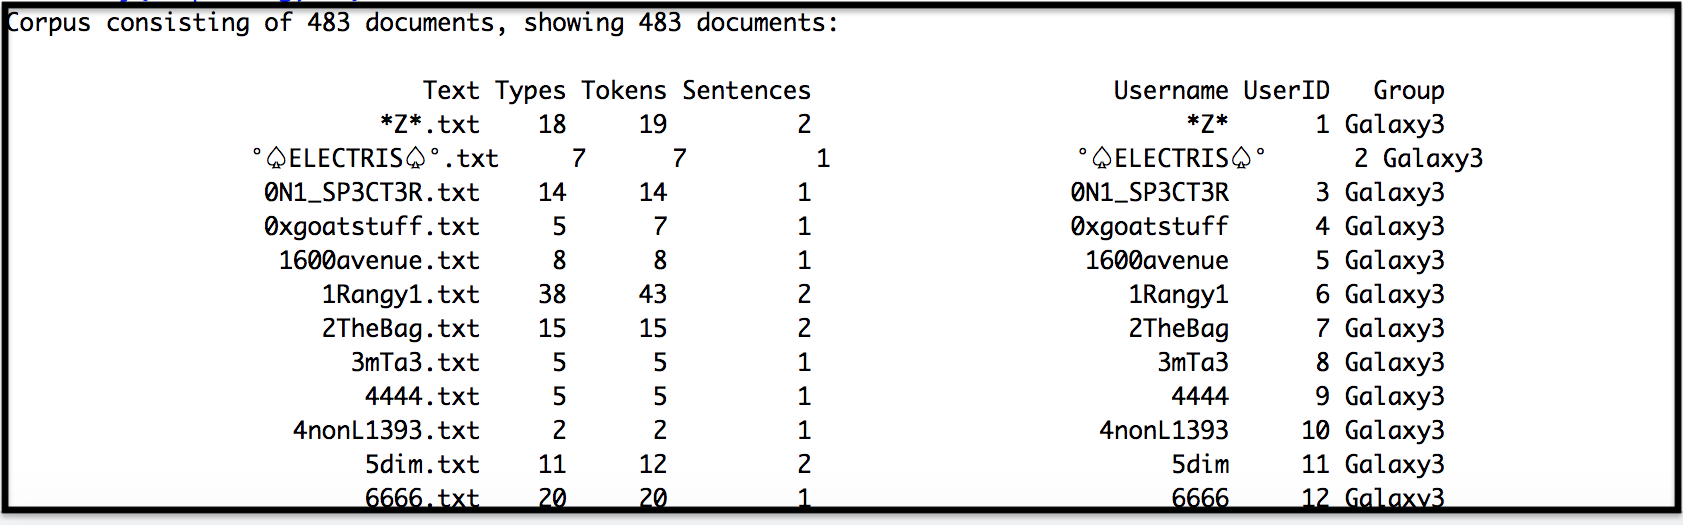 Corpus consisting of 483 documents, showing 483 documents:
Text Types Tokens Sentences Username UserID Group
*Z*.txt 18 19 2 *Z* 1 Galaxy3
°♤ELECTRIS♤°.txt 7 7 1 °♤ELECTRIS♤° 2 Galaxy3
0N1_SP3CT3R.txt 14 14 1 0N1_SP3CT3R 3 Galaxy3
0xgoatstuff.txt 5 7 1 0xgoatstuff 4 Galaxy3
1600avenue.txt 8 8 1 1600avenue 5 Galaxy3
1Rangy1.txt 38 43 2 1Rangy1 6 Galaxy3
2TheBag.txt 15 15 2 2TheBag 7 Galaxy3
3mTa3.txt 5 5 1 3mTa3 8 Galaxy3
4444.txt 5 5 1 4444 9 Galaxy3
4nonL1393.txt 2 2 1 4nonL1393 10 Galaxy3
5dim.txt 11 12 2 5dim 11 Galaxy3
6666.txt 20 20 1 6666 12 Galaxy3